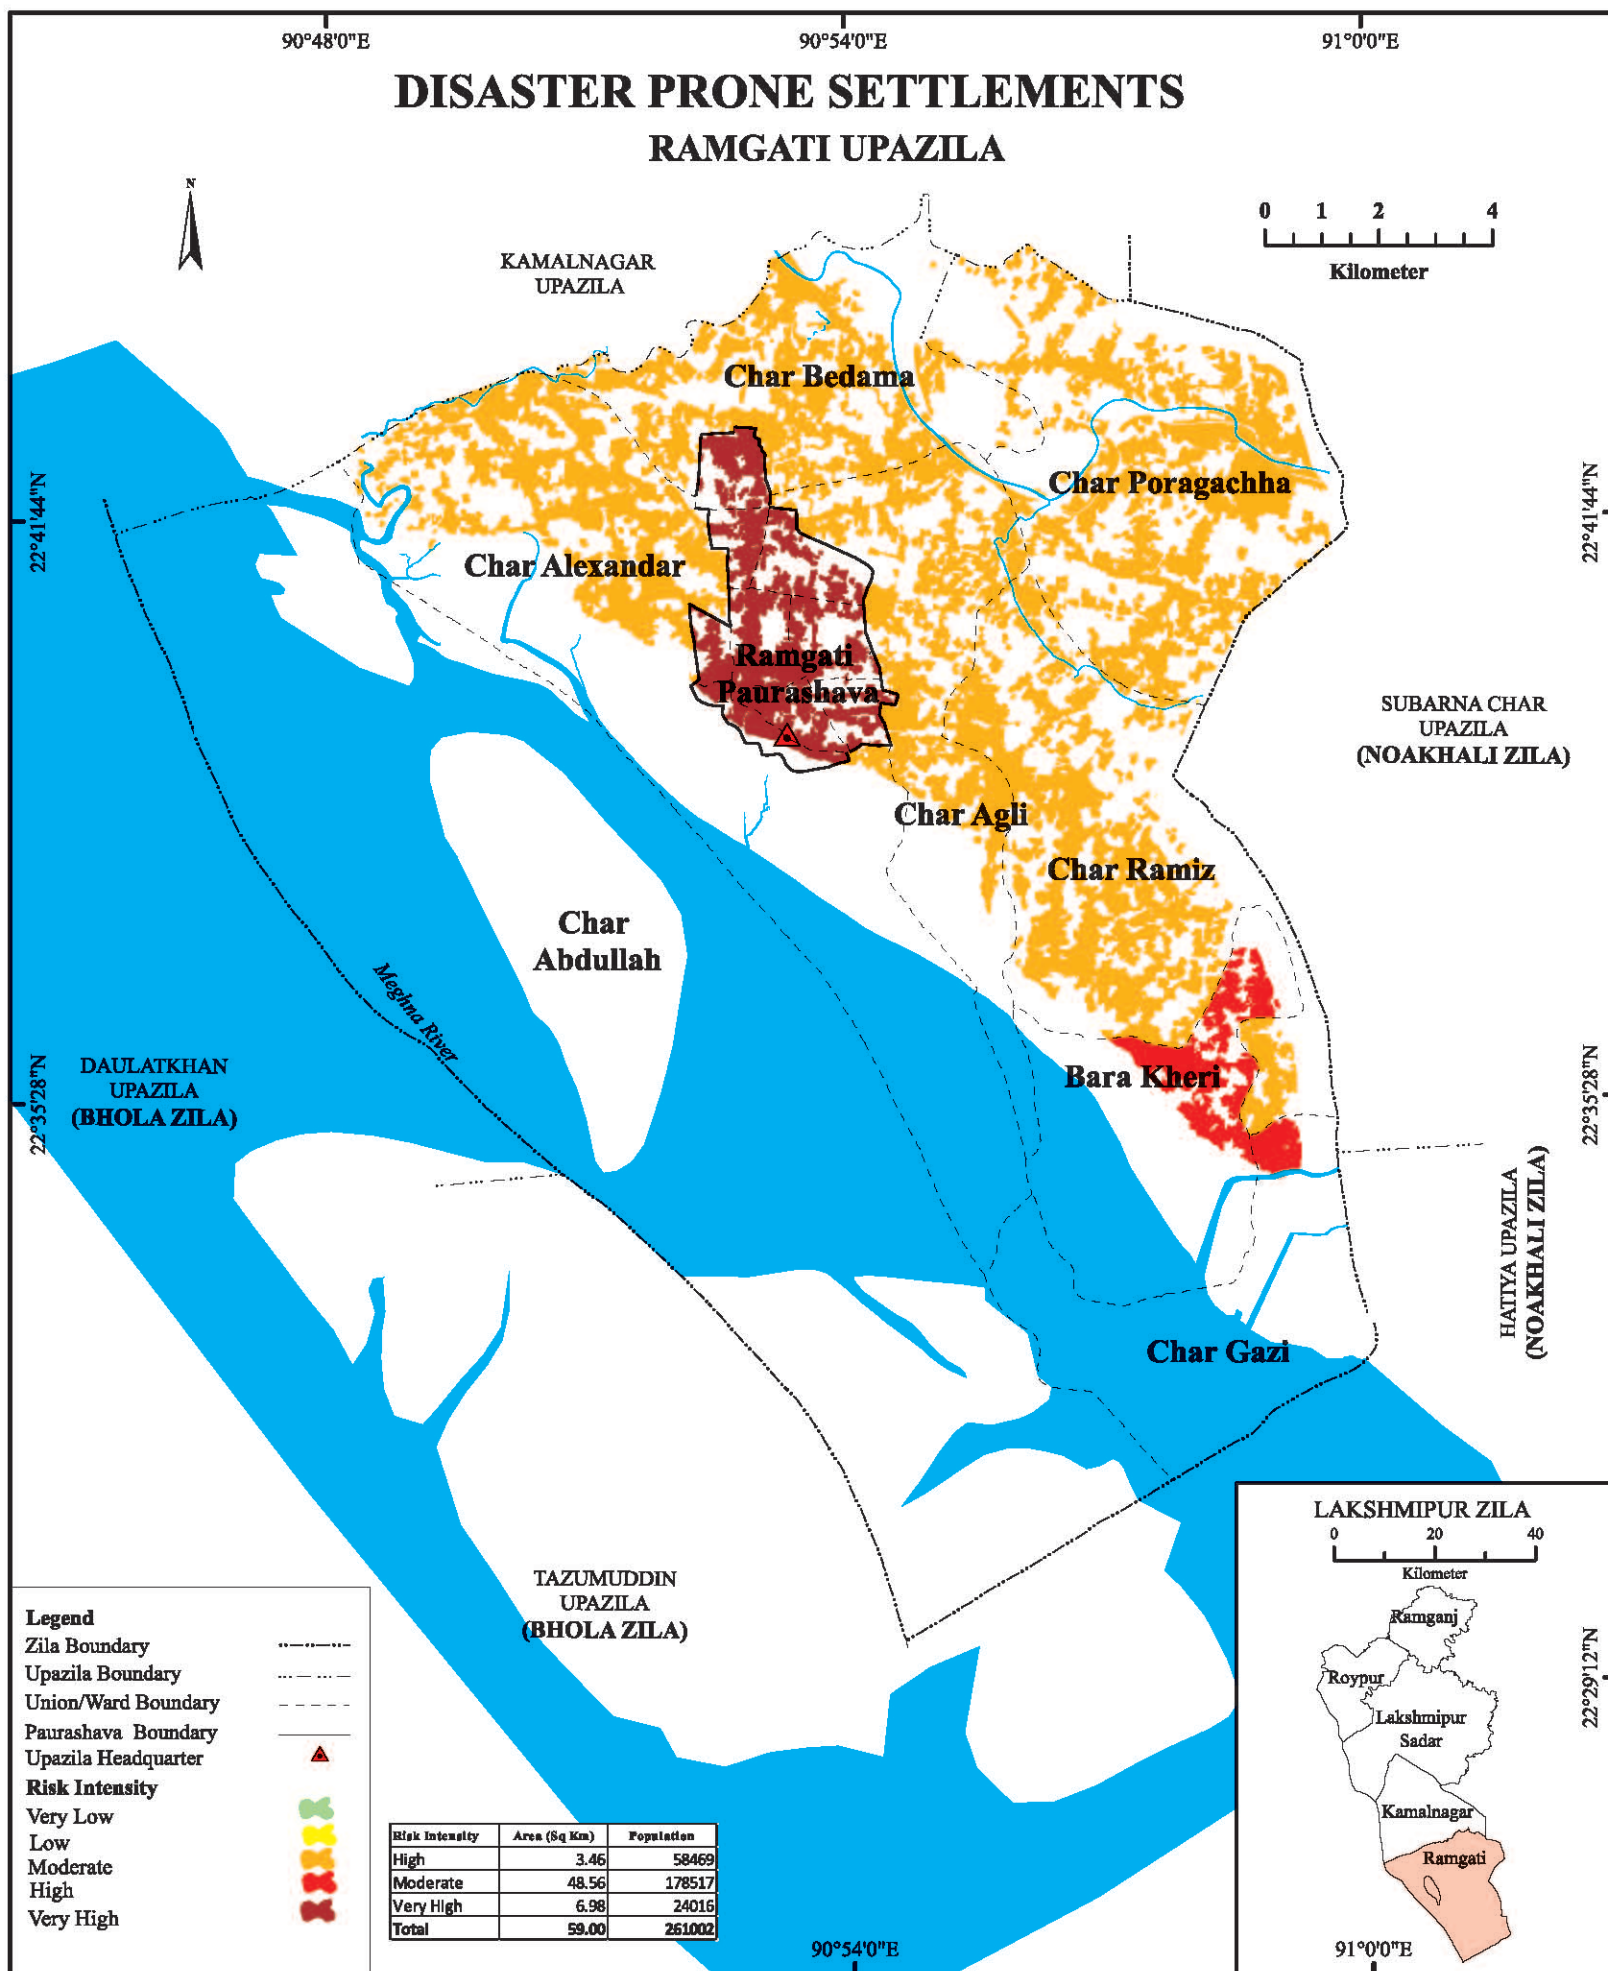 90°48'0"E
90°54'0"E
91°0'0"E
DISASTER PRONE SETTLEMENTS
RAMGATI UPAZILA
N
0 1 2 4
Kilometer
KAMALNAGAR
UPAZILA
Char Bedama
Char Poragachha
22°41'44"N
22°41'44"N
Char Alexandar
Ramgati
Paurashava
SUBARNA CHAR
UPAZILA
(NOAKHALI ZILA)
Char Agli
Char Ramiz
Char
Abdullah
Meghna River
DAULATKHAN
UPAZILA
(BHOLA ZILA)
22°35'28"N
22°35'28"N
Bara Kheri
HATIYA UPAZILA
(NOAKHALI ZILA)
Char Gazi
TAZUMUDDIN
UPAZILA
(BHOLA ZILA)
22°29'12"N
LAKSHMIPUR ZILA
0 20 40
Kilometer
Ramganj
Roypur
Lakshmipur
Sadar
Kamalnagar
Ramgati
Legend
Zila Boundary
Upazila Boundary
Union/Ward Boundary
Paurashava Boundary
Upazila Headquarter
Risk Intensity
Very Low
Low
Moderate
High
Very High
Risk Intensity Area (Sq Km) Population
High 3.46 58469
Moderate 48.56 178517
Very High 6.98 24016
Total 59.00 261002
90°54'0"E
91°0'0"E